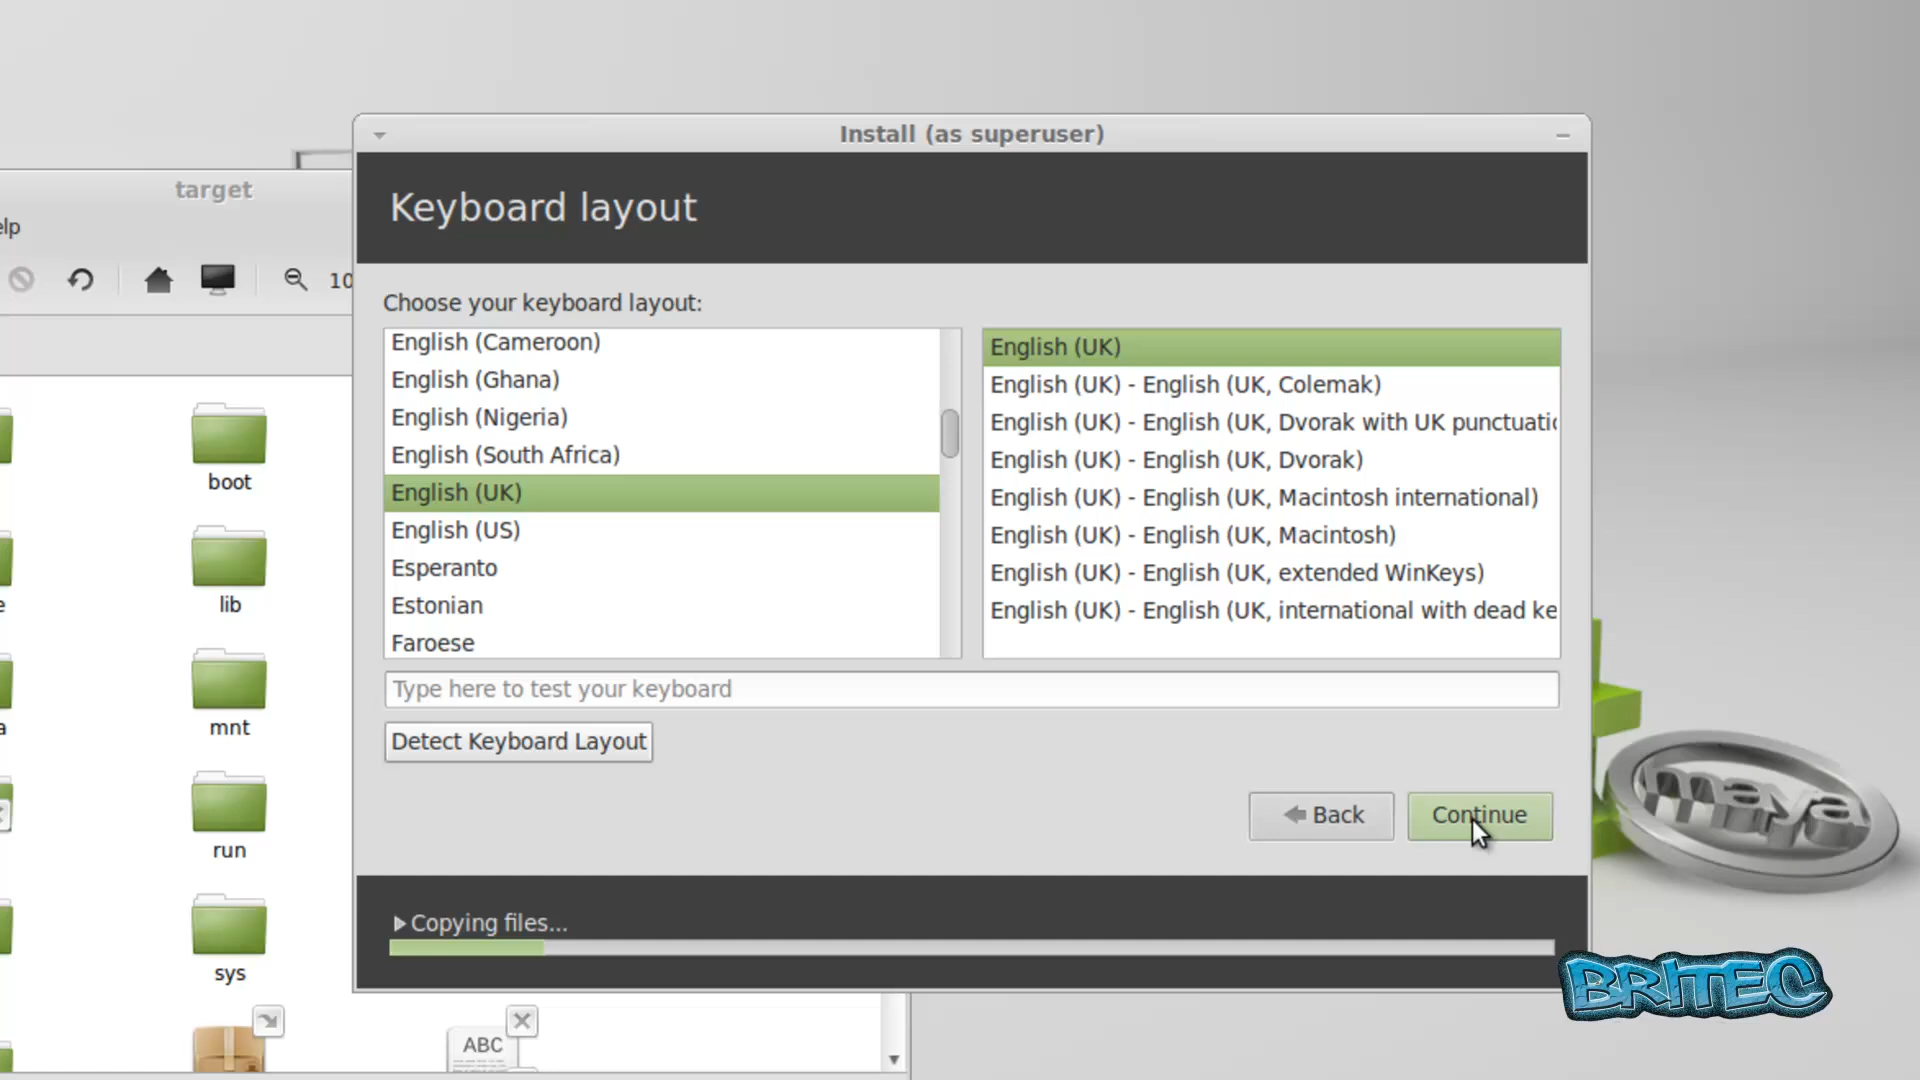 Install (as superuser)
target
elp
10
Keyboard layout
Choose your keyboard layout:
English (Cameroon)
English (Ghana)
English (Nigeria)
English (South Africa)
English (UK)
English (US)
Esperanto
Estonian
Faroese
English (UK)
English (UK) - English (UK, Colemak)
English (UK) - English (UK, Dvorak with UK punctuatio
English (UK) - English (UK, Dvorak)
English (UK) - English (UK, Macintosh international)
English (UK) - English (UK, Macintosh)
English (UK) - English (UK, extended WinKeys)
English (UK) - English (UK, international with dead ke
Type here to test your keyboard
Detect Keyboard Layout
Back
Continue
Copying files...
boot
lib
e
mnt
a
run
sys
ABC
maya
BRITEC